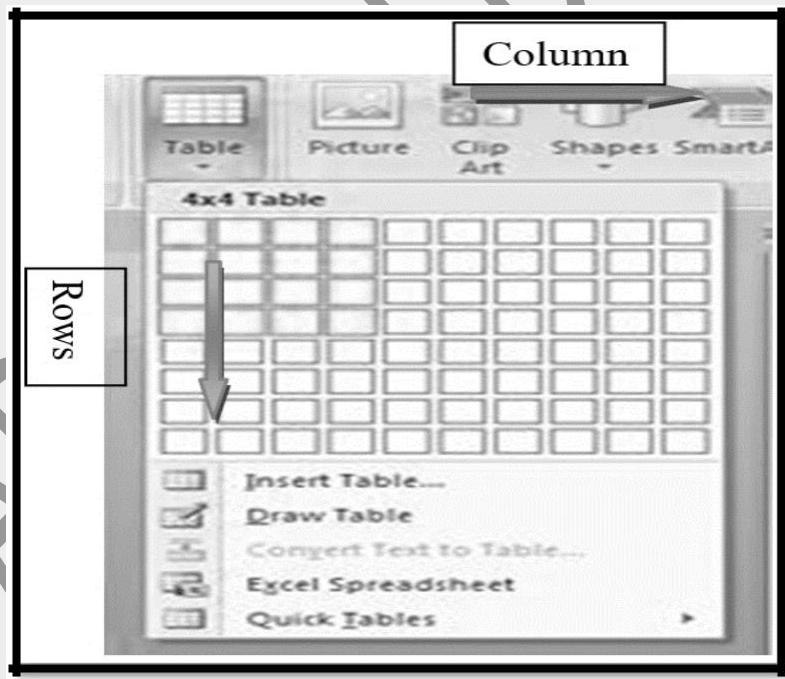 Column
Table Picture Clip Art Shapes SmartA
4x4 Table
Rows
Insert Table...
Draw Table
Convert Text to Table...
Excel Spreadsheet
Quick Tables